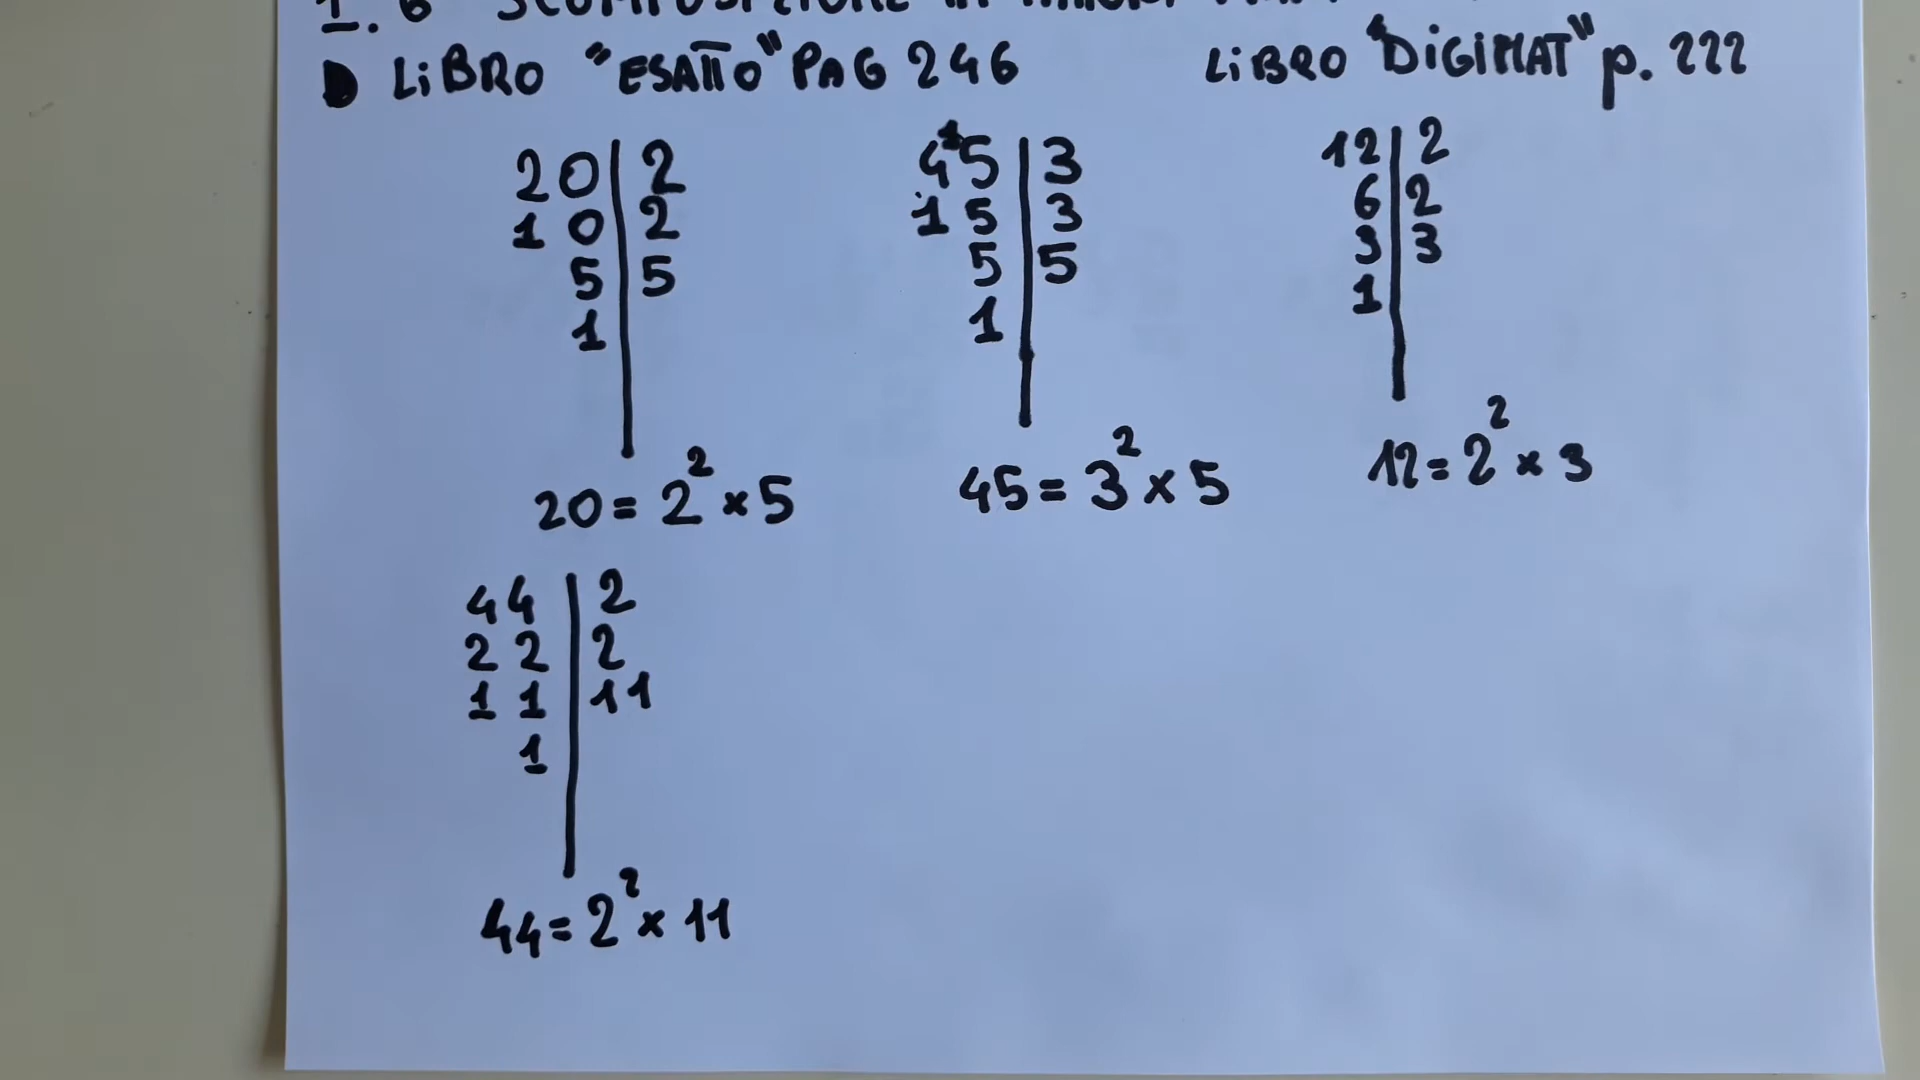 LiBRO "ESATTO" PAG 246 LiBRO "DiGiMAT" p. 222
20 | 2
10 | 2
5 | 5
1
20 = 2² × 5
45 | 3
15 | 3
5 | 5
1
45 = 3² × 5
12 | 2
6 | 2
3 | 3
1
12 = 2² × 3
44 | 2
22 | 2
11 | 11
1
44 = 2² × 11